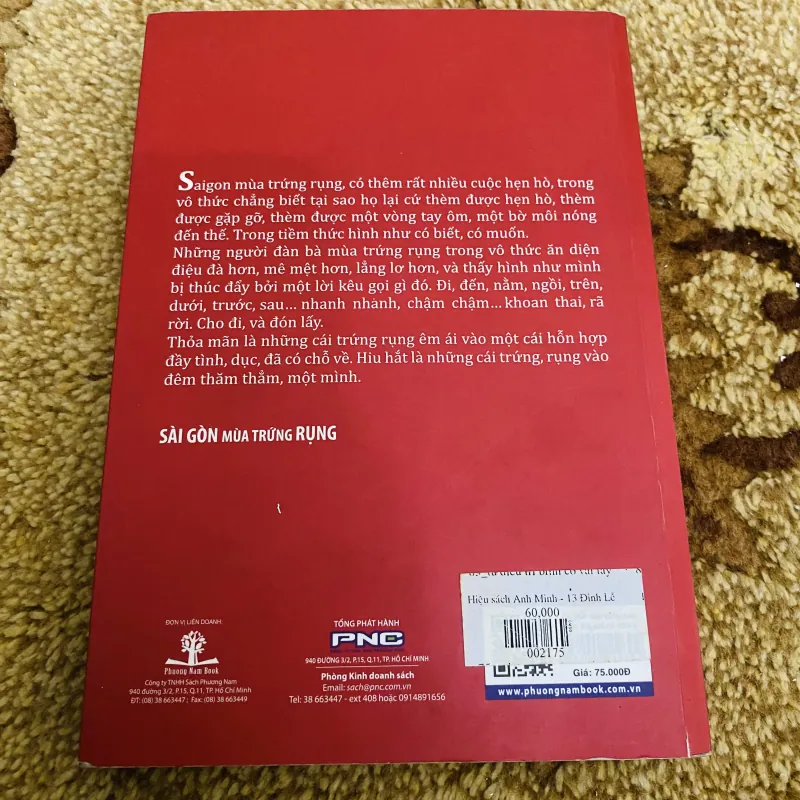 Saigon mùa trứng rụng, có thêm rất nhiều cuộc hẹn hò, trong
vô thức chẳng biết tại sao họ lại cứ thèm được hẹn hò, thèm
được gặp gỡ, thèm được một vòng tay ôm, một bờ môi nóng
đến thế. Trong tiềm thức hình như có biết, có muốn.
Những người đàn bà mùa trứng rụng trong vô thức ăn diện
điệu đà hơn, mê mệt hơn, lẳng lơ hơn, và thấy hình như mình
bị thúc đẩy bởi một lời kêu gọi gì đó. Đi, đến, nằm, ngồi, trên,
dưới, trước, sau... nhanh nhảnh, chậm chậm... khoan thai, rã
rời. Cho đi, và đón lấy.
Thỏa mãn là những cái trứng rụng êm ái vào một cái hỗn hợp
đầy tình, dục, đã có chỗ về. Hiu hắt là những cái trứng, rụng vào
đêm thăm thẳm, một mình.
SÀI GÒN MÙA TRỨNG RỤNG
ĐƠN VỊ LIÊN DOANH:
Phuong Nam Book
Công ty TNHH Sách Phương Nam
940 đường 3/2, P.15, Q.11, TP. Hồ Chí Minh
ĐT: (08) 38 663447 ; Fax: (08) 38 663449
TỔNG PHÁT HÀNH
PNC
940 ĐƯỜNG 3/2, P.15, Q.11, TP. HỒ CHÍ MINH
Phòng Kinh doanh sách
Email: sach@pnc.com.vn
Tel: 38 663447 - ext 408 hoặc 0914891656
Hiệu sách Anh Minh - 13 Đinh Lễ
60,000
002175
Giá: 75.000Đ
www.phuongnambook.com.vn